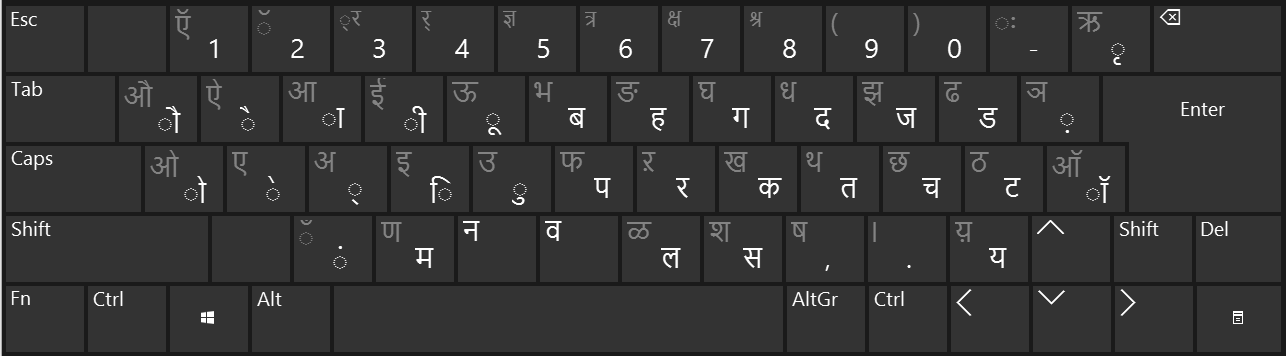 Esc ऍ 1 ॅ 2 ्र 3 र् 4 ज्ञ 5 त्र 6 क्ष 7 श्र 8 ( 9 ) 0 ः - ऋ ृ
Tab औ ौ ऐ ै आ ा ई ी ऊ ू भ ब ङ ह घ ग ध द झ ज ढ ड ञ ़ Enter
Caps ओ ो ए े अ ् इ ि उ ु फ प ऱ र ख क थ त छ च ठ ट ऑ ॉ
Shift ँ ं ण म न व ळ ल श स ष , । . य़ य Shift Del
Fn Ctrl Alt AltGr Ctrl